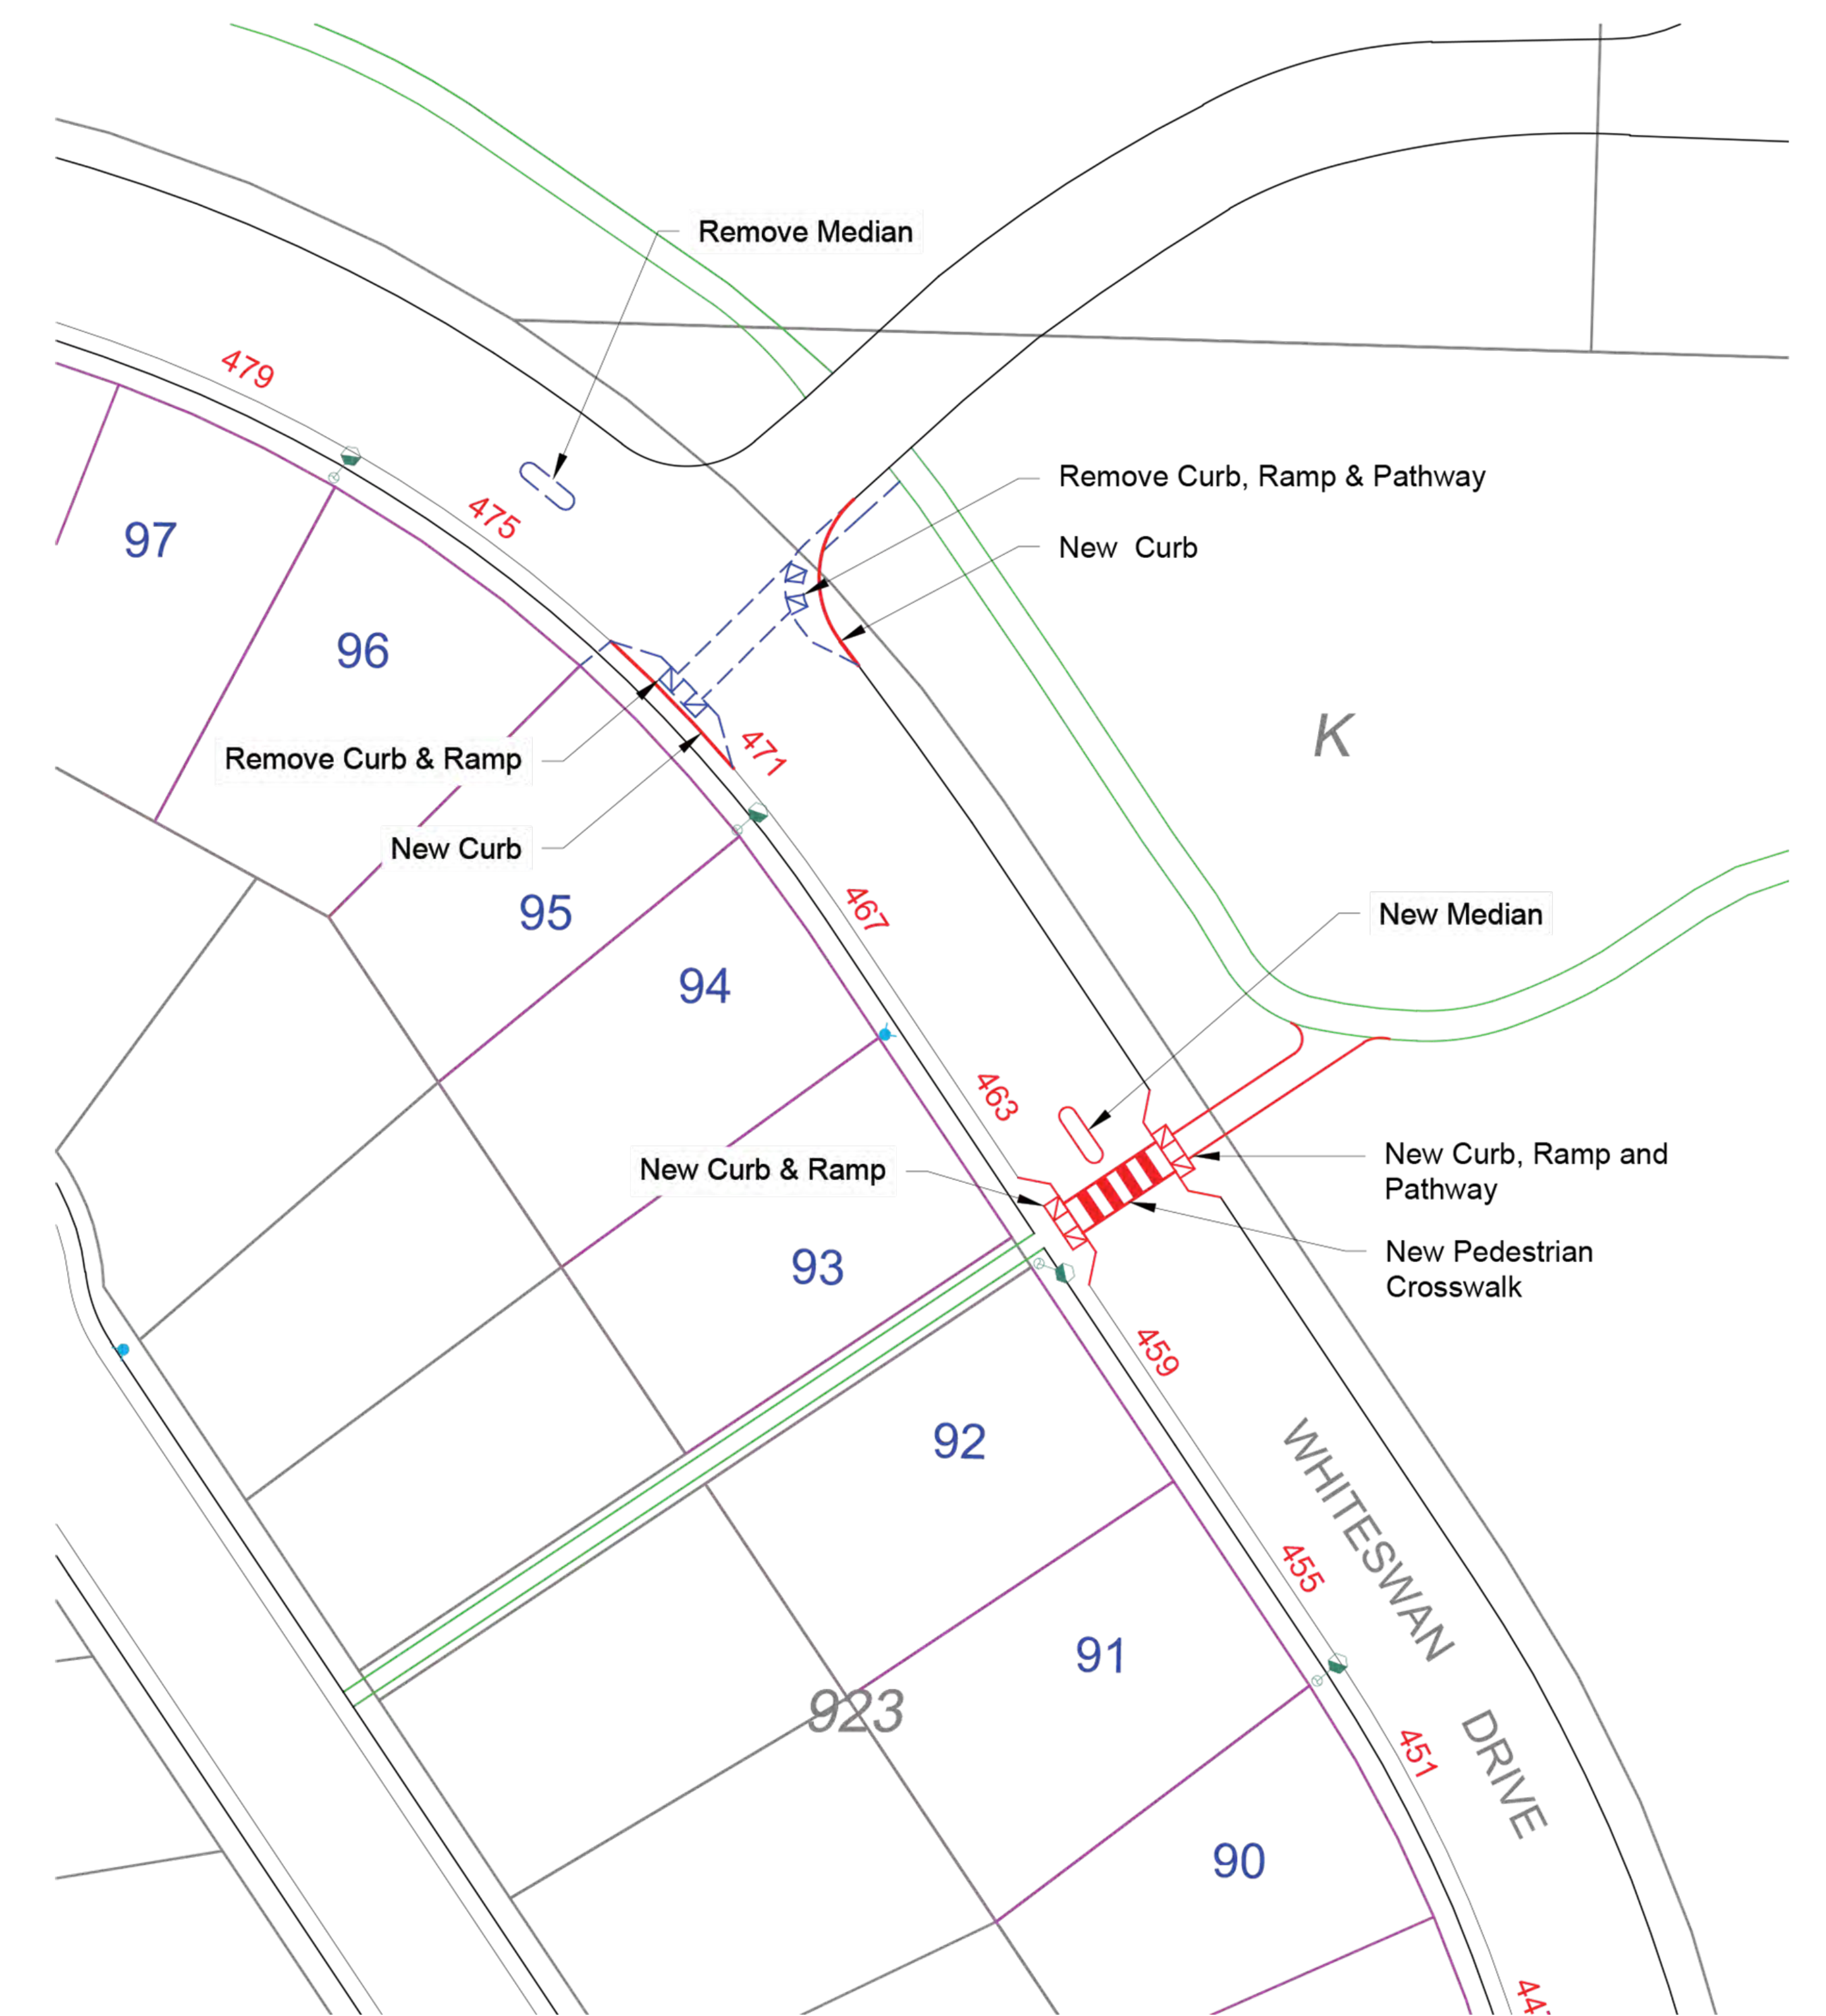 Remove Median
479
475
Remove Curb, Ramp & Pathway
97
New Curb
96
K
471
Remove Curb & Ramp
New Curb
467
95
New Median
94
463
New Curb, Ramp and
Pathway
New Curb & Ramp
New Pedestrian
Crosswalk
93
459
92
WHITESWAN DRIVE
455
91
923
451
90